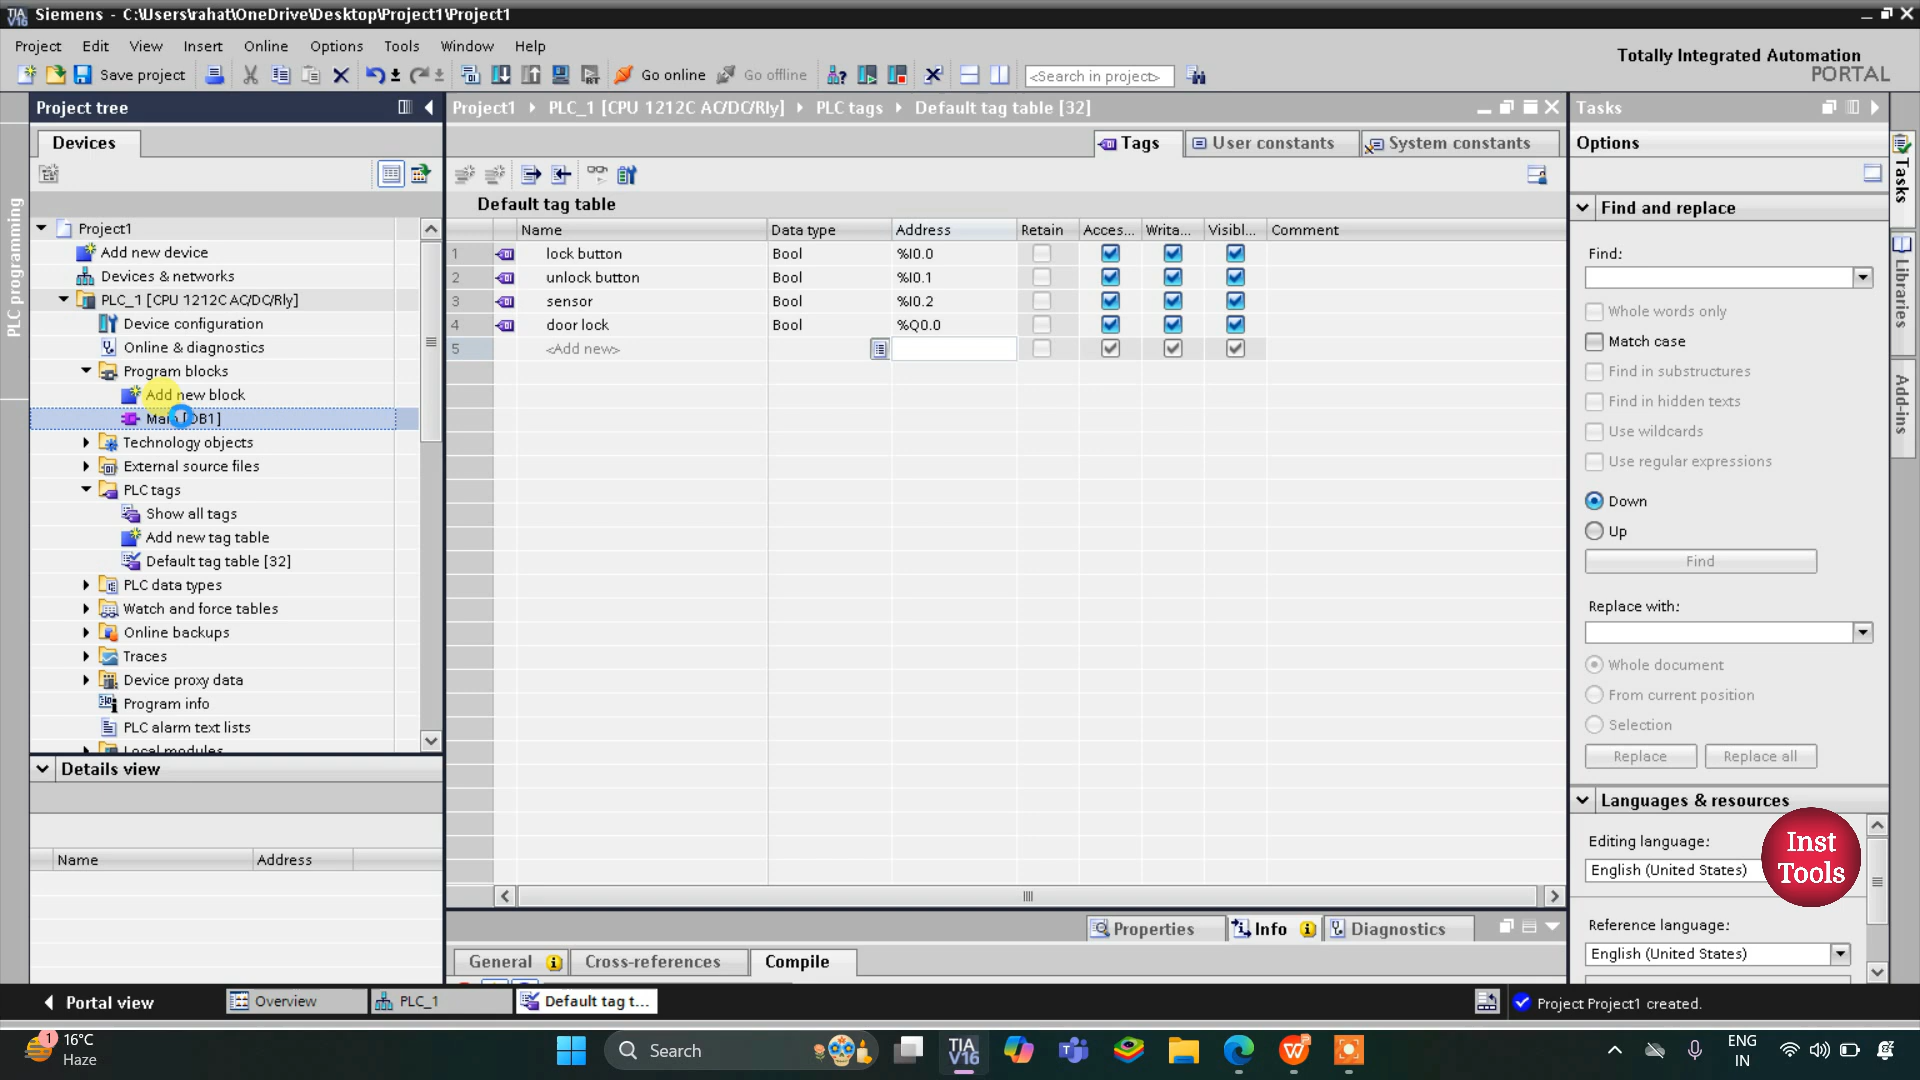 Siemens - C:\Users\rahat\OneDrive\Desktop\Project1\Project1
Project Edit View Insert Online Options Tools Window Help
Totally Integrated Automation
PORTAL
Save project
Go online
Go offline
<Search in project>
Project tree
Project1 PLC_1 [CPU 1212C AC/DC/Rly] PLC tags Default tag table [32]
Tasks
Devices
Tags
User constants
System constants
Options
PLC programming
Tasks
Libraries
Add-ins
Default tag table
Name Data type Address Retain Acces... Writa... Visibl... Comment
1 lock button Bool %I0.0
2 unlock button Bool %I0.1
3 sensor Bool %I0.2
4 door lock Bool %Q0.0
5 <Add new>
Project1
Add new device
Devices & networks
PLC_1 [CPU 1212C AC/DC/Rly]
Device configuration
Online & diagnostics
Program blocks
Add new block
Main [OB1]
Technology objects
External source files
PLC tags
Show all tags
Add new tag table
Default tag table [32]
PLC data types
Watch and force tables
Online backups
Traces
Device proxy data
Program info
PLC alarm text lists
Local modules
Details view
Name Address
Find and replace
Find:
Whole words only
Match case
Find in substructures
Find in hidden texts
Use wildcards
Use regular expressions
Down
Up
Find
Replace with:
Whole document
From current position
Selection
Replace
Replace all
Languages & resources
Editing language:
English (United States)
Reference language:
English (United States)
Inst
Tools
Properties
Info
Diagnostics
General
Cross-references
Compile
Portal view
Overview
PLC_1
Default tag t...
Project Project1 created.
1
16°C
Haze
Search
TIA
V16
ENG
IN